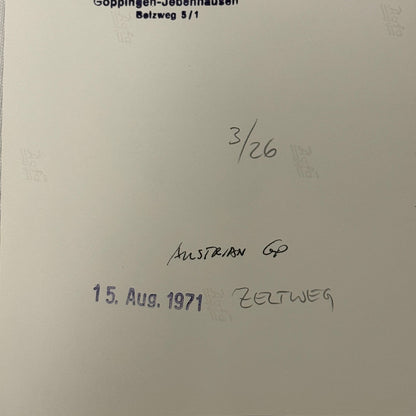 Göppingen-Jebenhausen
Belzweg 5/1
3/26
AUSTRIAN GP
15. Aug. 1971 ZELTWEG